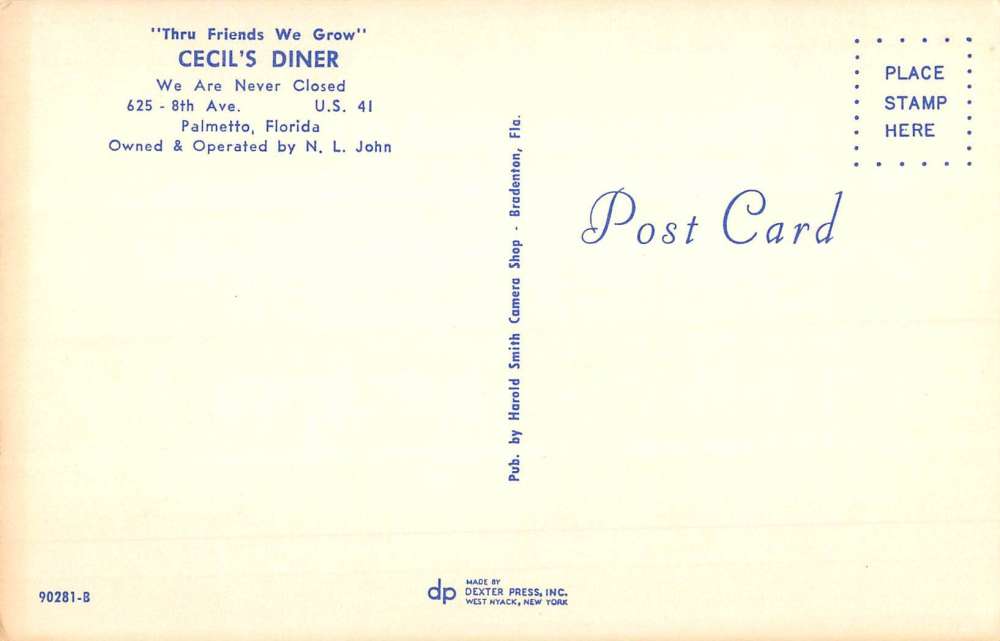 "Thru Friends We Grow"
CECIL'S DINER
We Are Never Closed
625 - 8th Ave. U.S. 41
Palmetto, Florida
Owned & Operated by N. L. John
Pub. by Harold Smith Camera Shop - Bradenton, Fla.
PLACE
STAMP
HERE
Post Card
90281-B
dp
MADE BY
DEXTER PRESS, INC.
WEST NYACK, NEW YORK